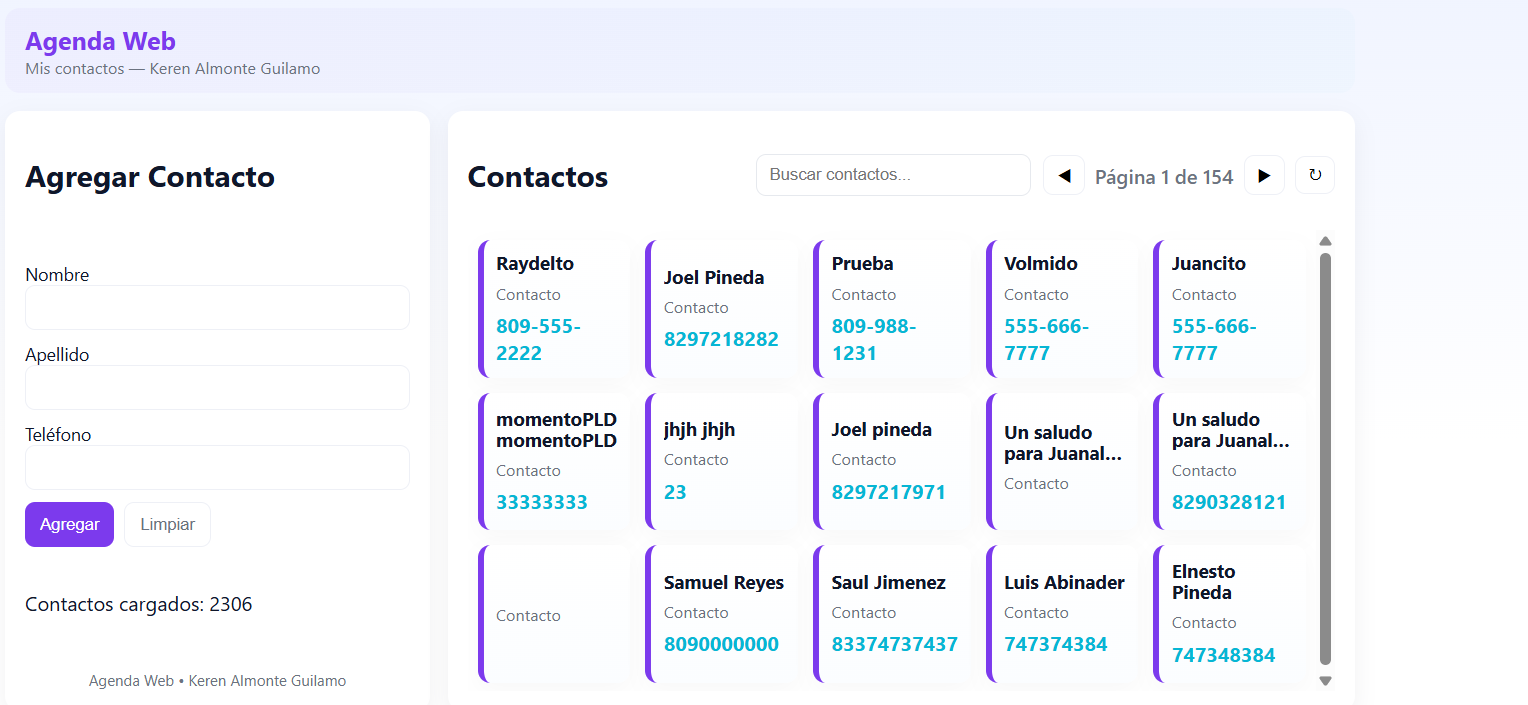 Agenda Web
Mis contactos — Keren Almonte Guilamo
Agregar Contacto
Nombre
Apellido
Teléfono
Agregar
Limpiar
Contactos cargados: 2306
Agenda Web • Keren Almonte Guilamo
Contactos
Buscar contactos...
◀
Página 1 de 154
▶
↻
Raydelto
Contacto
809-555-
2222
Joel Pineda
Contacto
8297218282
Prueba
Contacto
809-988-
1231
Volmido
Contacto
555-666-
7777
Juancito
Contacto
555-666-
7777
momentoPLD
momentoPLD
Contacto
33333333
jhjh jhjh
Contacto
23
Joel pineda
Contacto
8297217971
Un saludo
para Juanal...
Contacto
Un saludo
para Juanal...
Contacto
8290328121
Contacto
Samuel Reyes
Contacto
8090000000
Saul Jimenez
Contacto
83374737437
Luis Abinader
Contacto
747374384
Elnesto
Pineda
Contacto
747348384